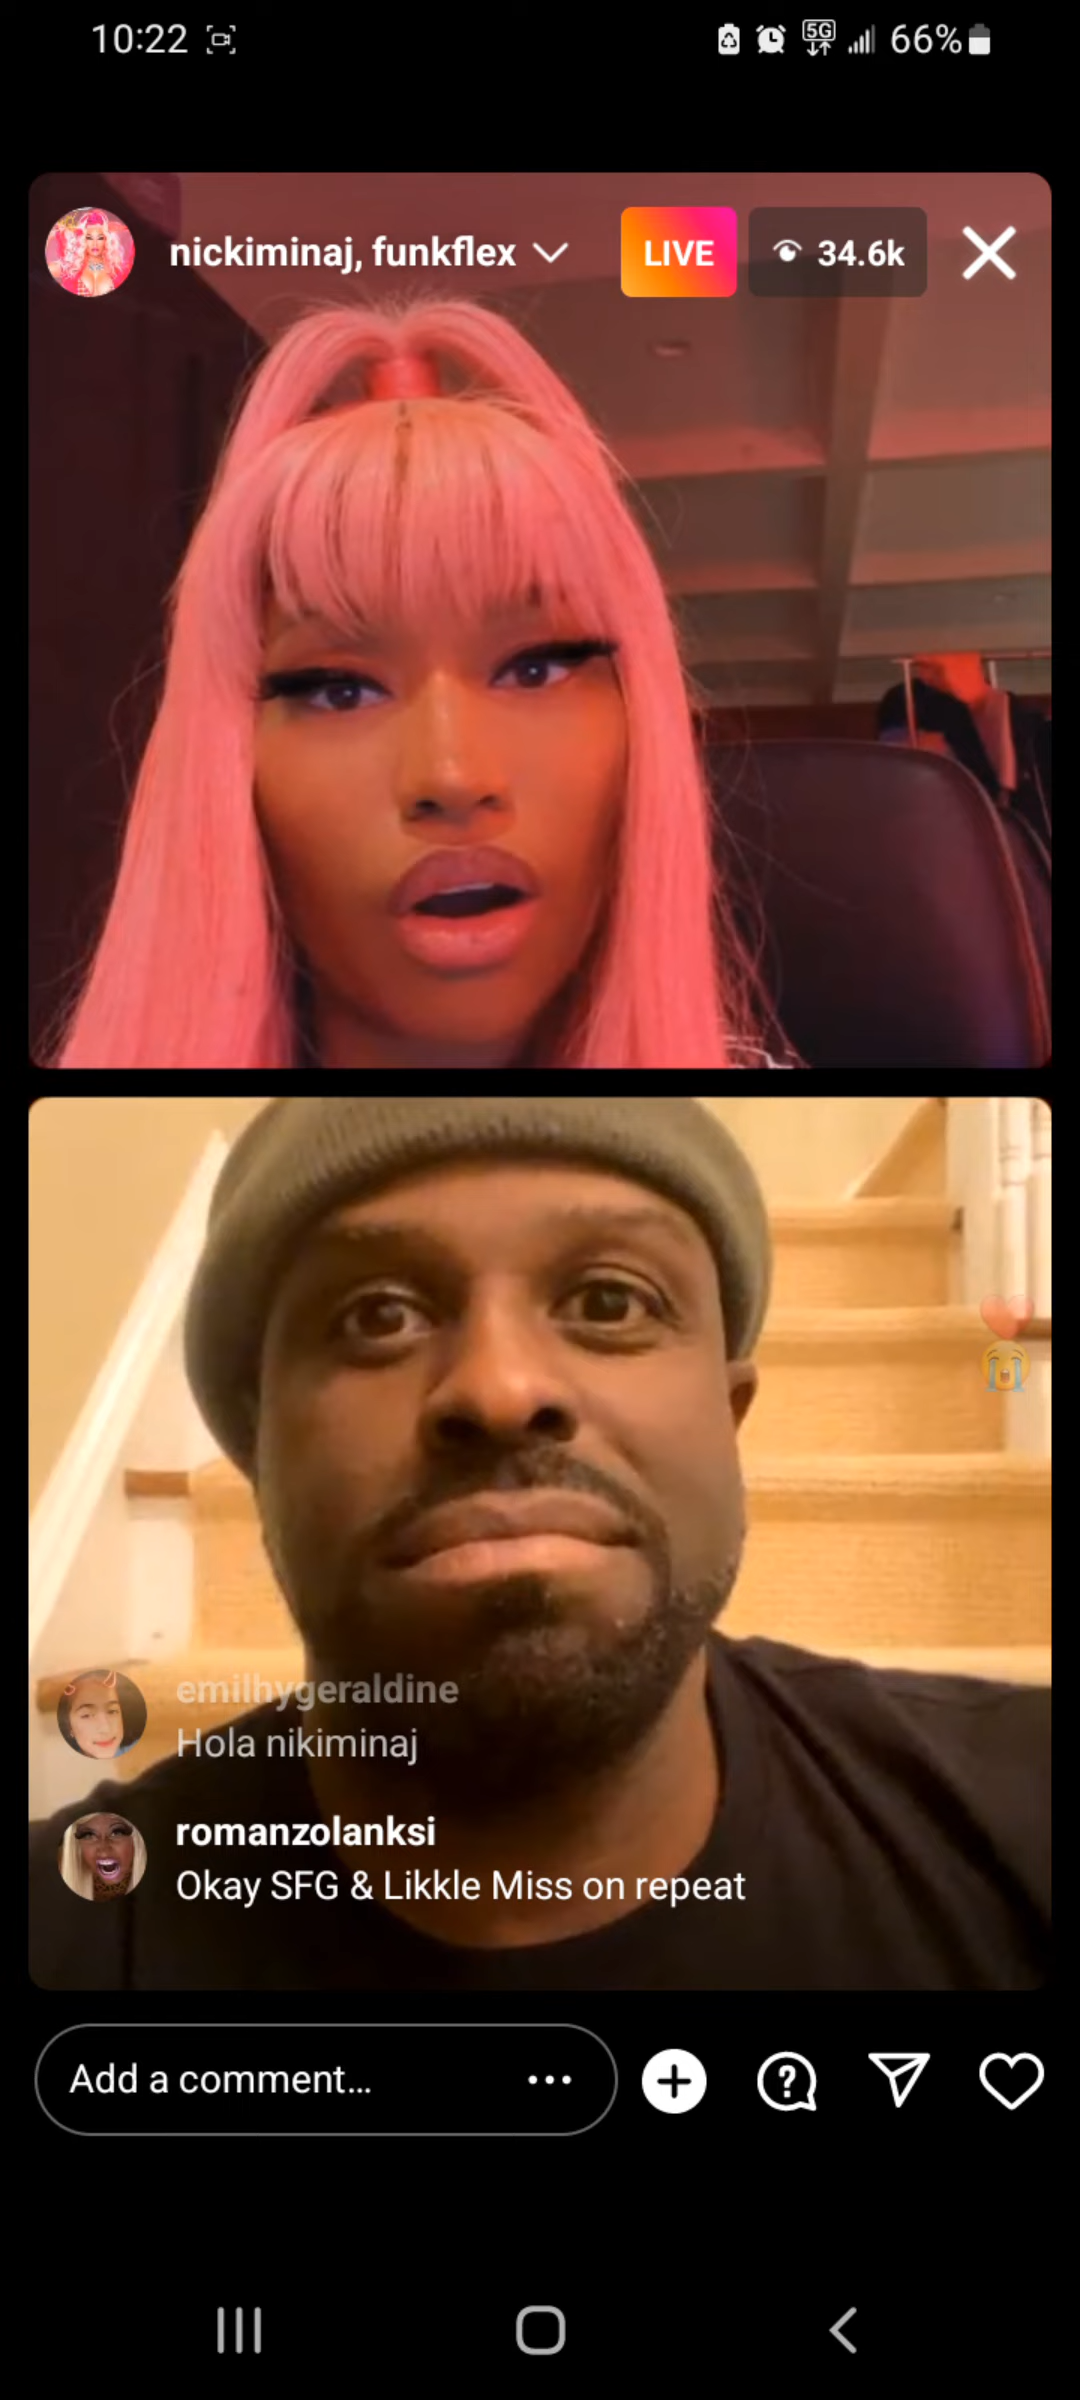 10:22 5G 66%
nickiminaj, funkflex LIVE 34.6k
emilhygeraldine
Hola nikiminaj
romanzolanksi
Okay SFG & Likkle Miss on repeat
Add a comment...